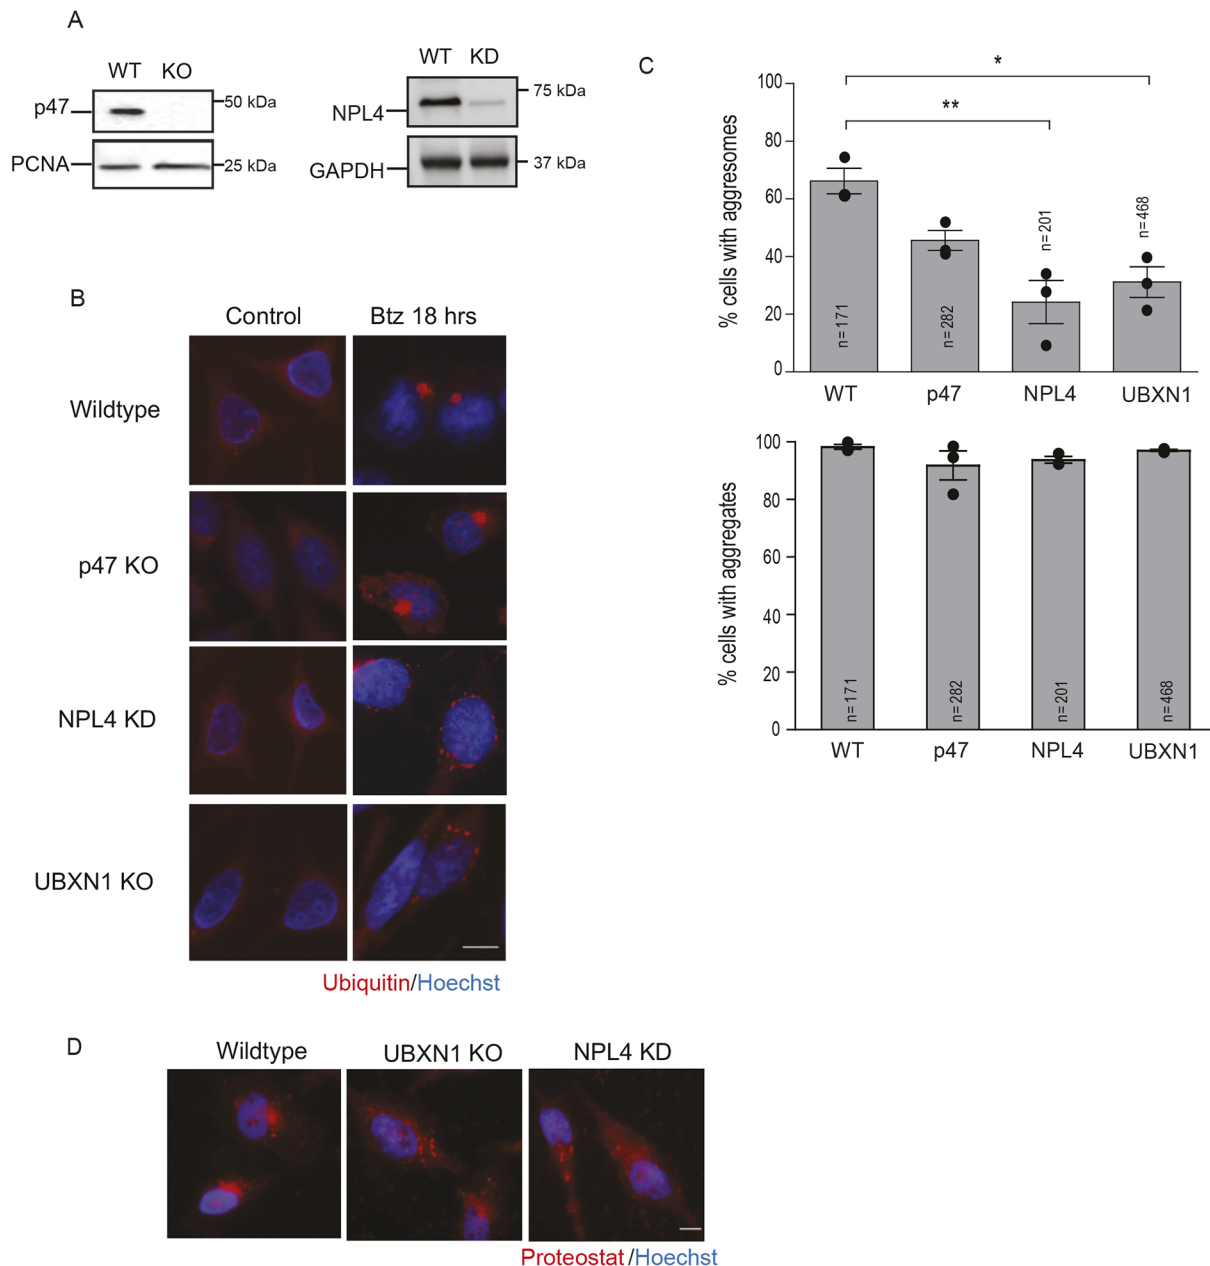 A
WT KO
p47
50 kDa
PCNA
25 kDa
WT KD
NPL4
75 kDa
GAPDH
37 kDa
B
Control Btz 18 hrs
Wildtype
p47 KO
NPL4 KD
UBXN1 KO
Ubiquitin/Hoechst
C
% cells with aggresomes
100
80
60
40
20
0
*
**
n=171
n=282
n=201
n=468
WT p47 NPL4 UBXN1
% cells with aggregates
100
80
60
40
20
0
n=171
n=282
n=201
n=468
WT p47 NPL4 UBXN1
D
Wildtype UBXN1 KO NPL4 KD
Proteostat/Hoechst